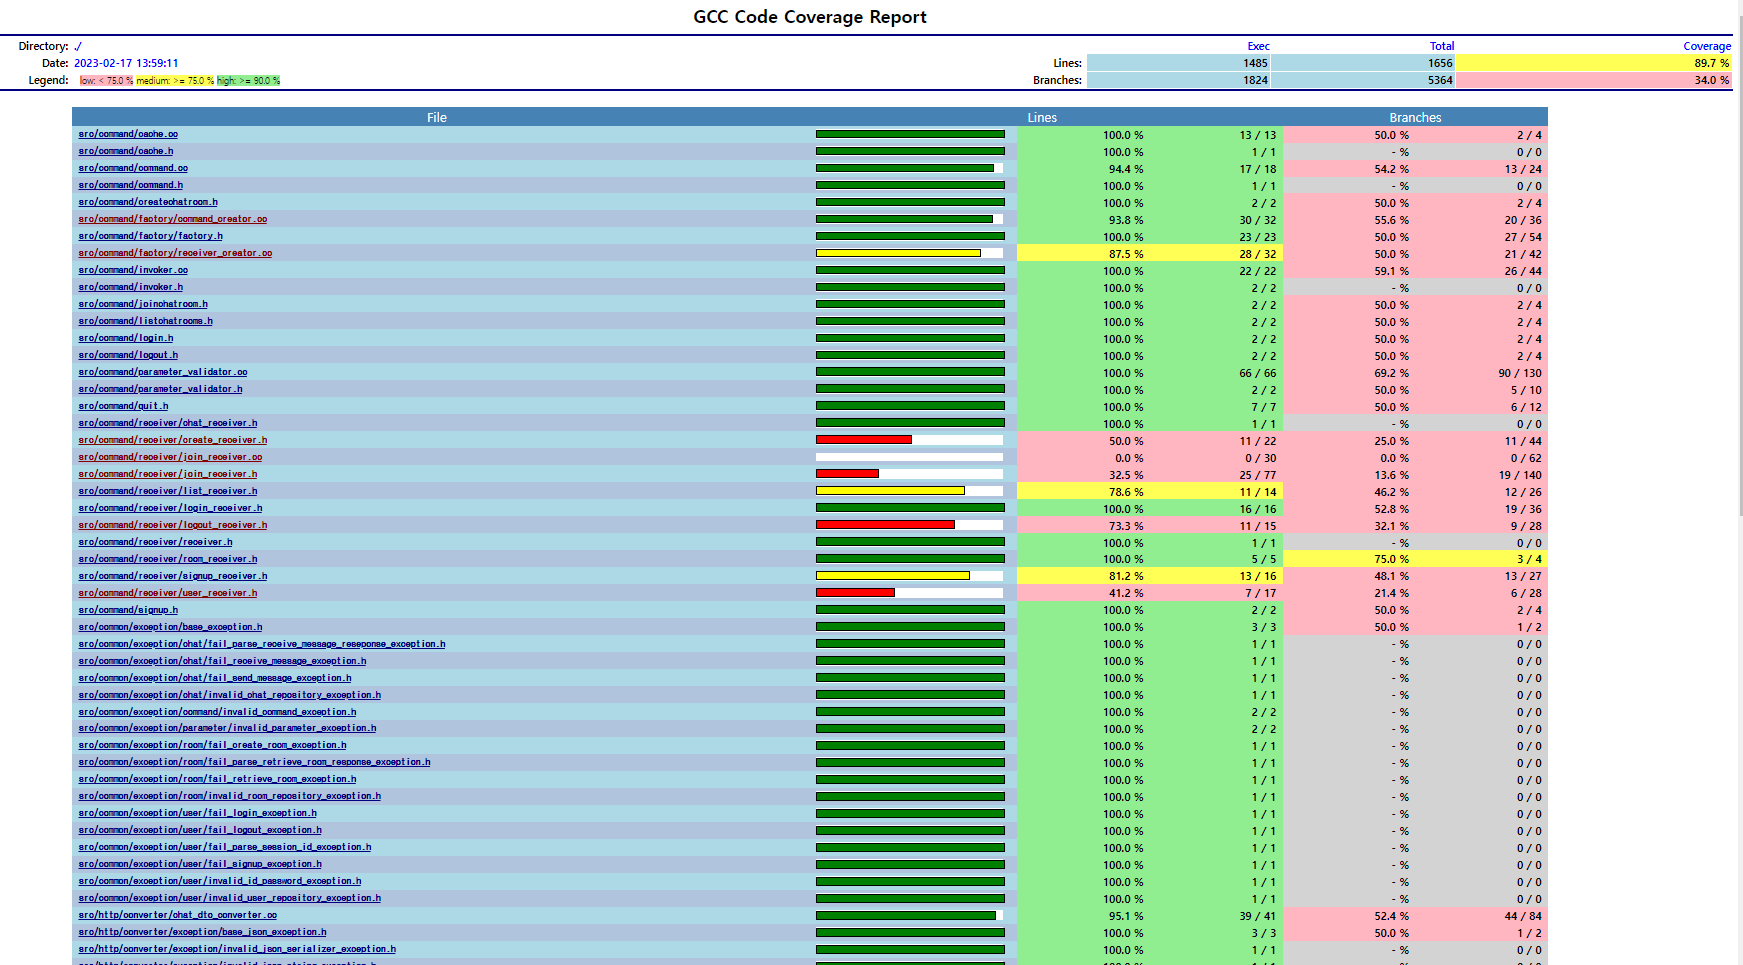 GCC Code Coverage Report
Directory: ./ Exec Total Coverage
Date: 2023-02-17 13:59:11 Lines: 1485 1656 89.7 %
Legend: low: < 75.0 % medium: >= 75.0 % high: >= 90.0 % Branches: 1824 5364 34.0 %
File Lines Branches
src/command/cache.cc 100.0 % 13 / 13 50.0 % 2 / 4
src/command/cache.h 100.0 % 1 / 1 - % 0 / 0
src/command/command.cc 94.4 % 17 / 18 54.2 % 13 / 24
src/command/command.h 100.0 % 1 / 1 - % 0 / 0
src/command/createchatroom.h 100.0 % 2 / 2 50.0 % 2 / 4
src/command/factory/command_creator.cc 93.8 % 30 / 32 55.6 % 20 / 36
src/command/factory/factory.h 100.0 % 23 / 23 50.0 % 27 / 54
src/command/factory/receiver_creator.cc 87.5 % 28 / 32 50.0 % 21 / 42
src/command/invoker.cc 100.0 % 22 / 22 59.1 % 26 / 44
src/command/invoker.h 100.0 % 2 / 2 - % 0 / 0
src/command/joinchatroom.h 100.0 % 2 / 2 50.0 % 2 / 4
src/command/listchatrooms.h 100.0 % 2 / 2 50.0 % 2 / 4
src/command/login.h 100.0 % 2 / 2 50.0 % 2 / 4
src/command/logout.h 100.0 % 2 / 2 50.0 % 2 / 4
src/command/parameter_validator.cc 100.0 % 66 / 66 69.2 % 90 / 130
src/command/parameter_validator.h 100.0 % 2 / 2 50.0 % 5 / 10
src/command/quit.h 100.0 % 7 / 7 50.0 % 6 / 12
src/command/receiver/chat_receiver.h 100.0 % 1 / 1 - % 0 / 0
src/command/receiver/create_receiver.h 50.0 % 11 / 22 25.0 % 11 / 44
src/command/receiver/join_receiver.cc 0.0 % 0 / 30 0.0 % 0 / 62
src/command/receiver/join_receiver.h 32.5 % 25 / 77 13.6 % 19 / 140
src/command/receiver/list_receiver.h 78.6 % 11 / 14 46.2 % 12 / 26
src/command/receiver/login_receiver.h 100.0 % 16 / 16 52.8 % 19 / 36
src/command/receiver/logout_receiver.h 73.3 % 11 / 15 32.1 % 9 / 28
src/command/receiver/receiver.h 100.0 % 1 / 1 - % 0 / 0
src/command/receiver/room_receiver.h 100.0 % 5 / 5 75.0 % 3 / 4
src/command/receiver/signup_receiver.h 81.2 % 13 / 16 48.1 % 13 / 27
src/command/receiver/user_receiver.h 41.2 % 7 / 17 21.4 % 6 / 28
src/command/signup.h 100.0 % 2 / 2 50.0 % 2 / 4
src/common/exception/base_exception.h 100.0 % 3 / 3 50.0 % 1 / 2
src/common/exception/chat/fail_parse_receive_message_reseponse_exception.h 100.0 % 1 / 1 - % 0 / 0
src/common/exception/chat/fail_receive_message_exception.h 100.0 % 1 / 1 - % 0 / 0
src/common/exception/chat/fail_send_message_exception.h 100.0 % 1 / 1 - % 0 / 0
src/common/exception/chat/invalid_chat_repository_exception.h 100.0 % 1 / 1 - % 0 / 0
src/common/exception/command/invalid_command_exception.h 100.0 % 2 / 2 - % 0 / 0
src/common/exception/parameter/invalid_parameter_exception.h 100.0 % 2 / 2 - % 0 / 0
src/common/exception/room/fail_create_room_exception.h 100.0 % 1 / 1 - % 0 / 0
src/common/exception/room/fail_parse_retrieve_room_response_exception.h 100.0 % 1 / 1 - % 0 / 0
src/common/exception/room/fail_retrieve_room_exception.h 100.0 % 1 / 1 - % 0 / 0
src/common/exception/room/invalid_room_repository_exception.h 100.0 % 1 / 1 - % 0 / 0
src/common/exception/user/fail_login_exception.h 100.0 % 1 / 1 - % 0 / 0
src/common/exception/user/fail_logout_exception.h 100.0 % 1 / 1 - % 0 / 0
src/common/exception/user/fail_parse_session_id_exception.h 100.0 % 1 / 1 - % 0 / 0
src/common/exception/user/fail_signup_exception.h 100.0 % 1 / 1 - % 0 / 0
src/common/exception/user/invalid_id_password_exception.h 100.0 % 1 / 1 - % 0 / 0
src/common/exception/user/invalid_user_repository_exception.h 100.0 % 1 / 1 - % 0 / 0
src/http/converter/chat_dto_converter.cc 95.1 % 39 / 41 52.4 % 44 / 84
src/http/converter/exception/base_json_exception.h 100.0 % 3 / 3 50.0 % 1 / 2
src/http/converter/exception/invalid_json_serializer_exception.h 100.0 % 1 / 1 - % 0 / 0